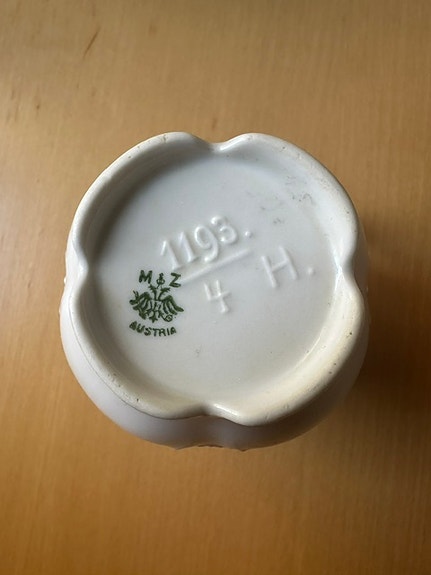 1193.
4 H.
M Z
AUSTRIA